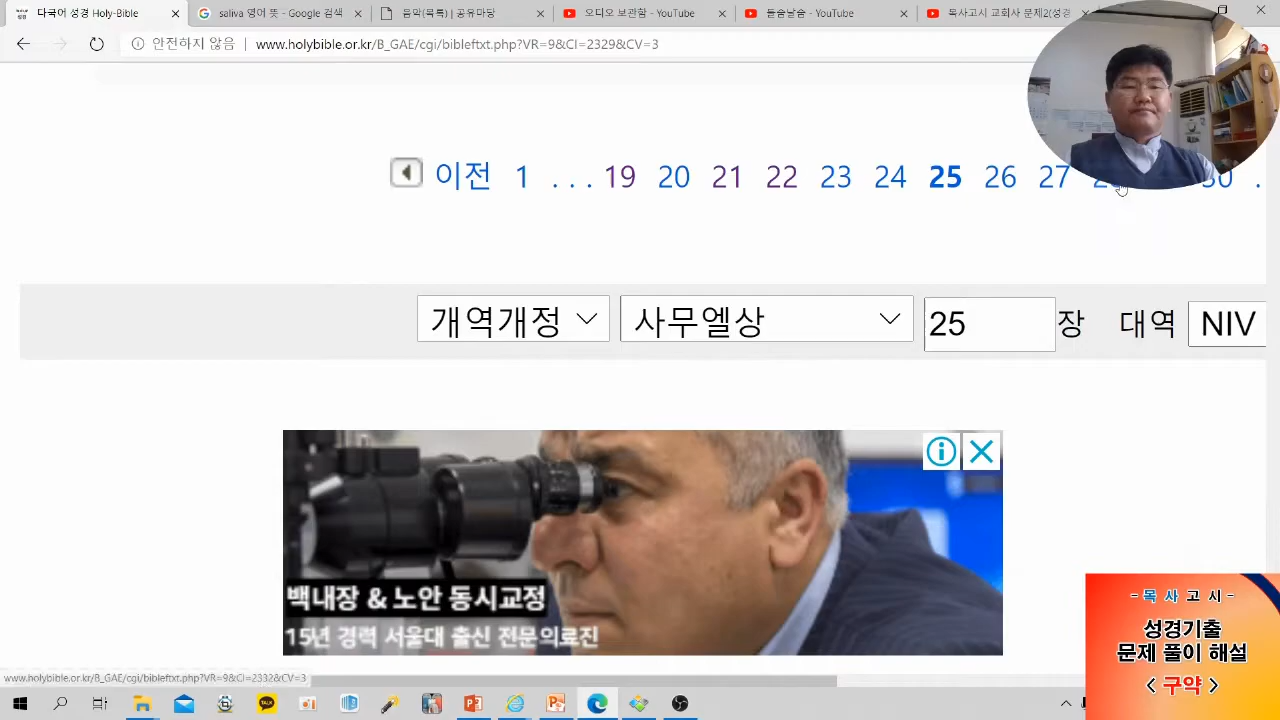 다국어 성경 Holy-Bible
saliva 영어 뜻 - Google 검색
음악(목록) | 공유마당
오디오 보관함 - YouTube
돌솥날솥 - YouTube
목사고시 교회사 문제2(성경
안전하지 않음 www.holybible.or.kr/B_GAE/cgi/bibleftxt.php?VR=9&CI=2329&CV=3
이전 1 ... 19 20 21 22 23 24 25 26 27 28 30 .
개역개정 사무엘상 25 장 대역 NIV
백내장 & 노안 동시교정
15년 경력 서울대 출신 전문의료진
- 목 사 고 시 -
성경기출
문제 풀이 해설
< 구약 >
www.holybible.or.kr/B_GAE/cgi/bibleftxt.php?VR=9&CI=2332&CV=3